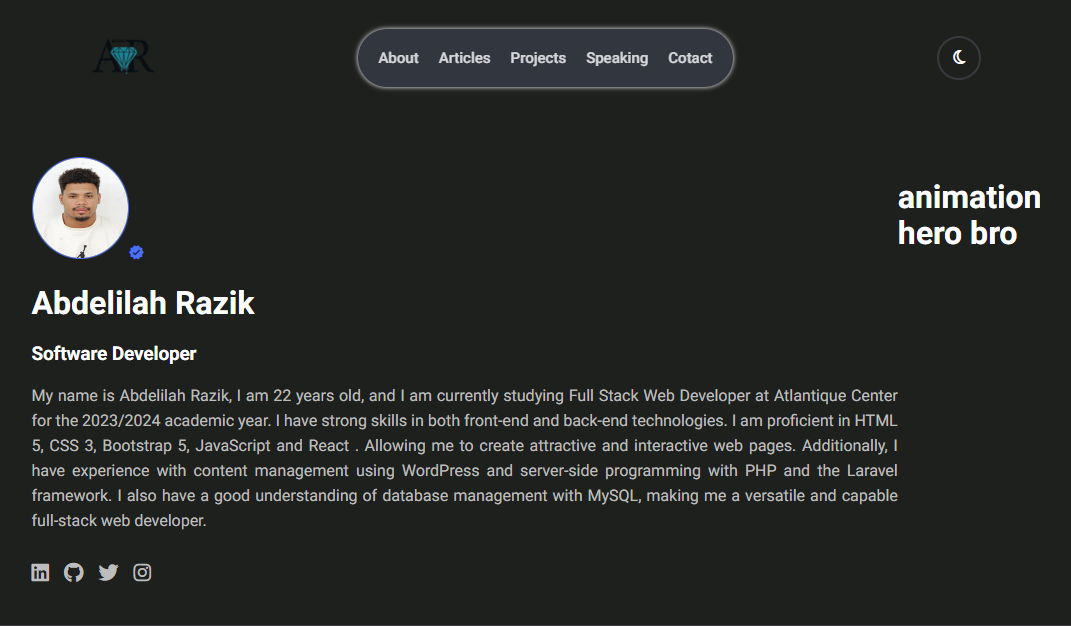 AR
About Articles Projects Speaking Cotact
animation
hero bro
Abdelilah Razik
Software Developer
My name is Abdelilah Razik, I am 22 years old, and I am currently studying Full Stack Web Developer at Atlantique Center
for the 2023/2024 academic year. I have strong skills in both front-end and back-end technologies. I am proficient in HTML
5, CSS 3, Bootstrap 5, JavaScript and React . Allowing me to create attractive and interactive web pages. Additionally, I
have experience with content management using WordPress and server-side programming with PHP and the Laravel
framework. I also have a good understanding of database management with MySQL, making me a versatile and capable
full-stack web developer.
in